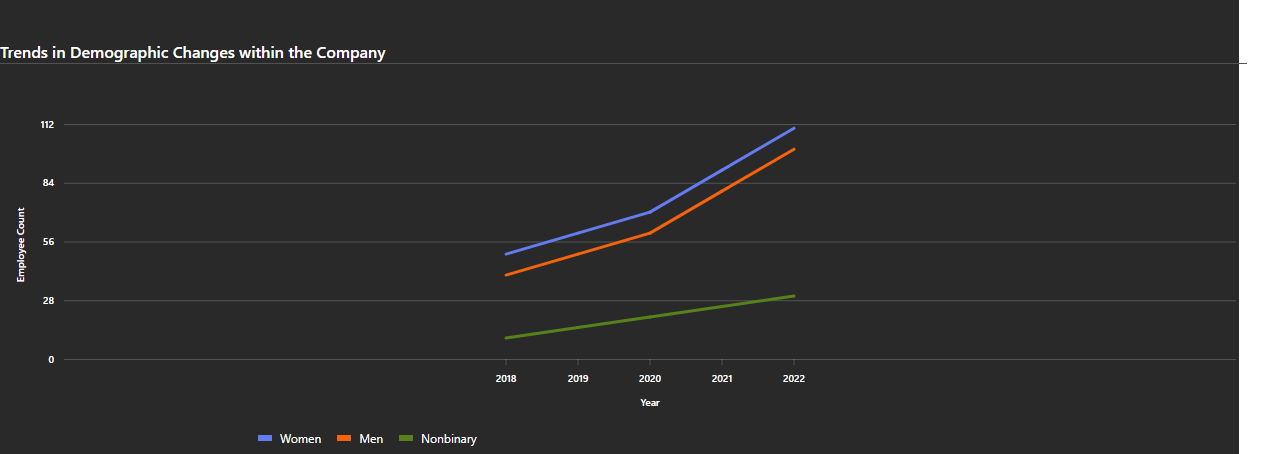 Trends in Demographic Changes within the Company
112
84
56
28
0
Employee Count
2018 2019 2020 2021 2022
Year
Women Men Nonbinary